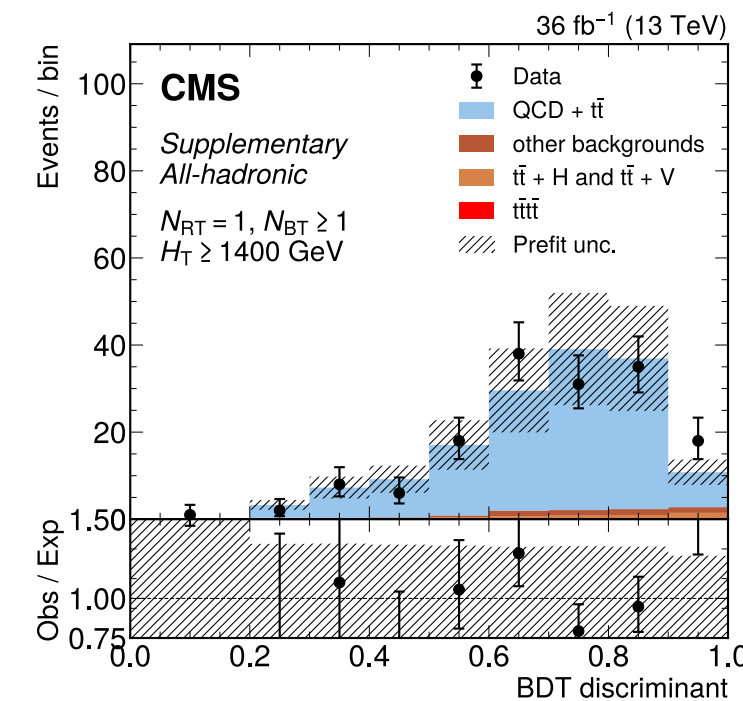 36 fb⁻¹ (13 TeV)
Events / bin
100
80
60
40
20
0
CMS
Supplementary
All-hadronic
N_RT = 1, N_BT ≥ 1
H_T ≥ 1400 GeV
Data
QCD + tt̄
other backgrounds
tt̄ + H and tt̄ + V
tt̄tt̄
Prefit unc.
Obs / Exp
1.50
1.00
0.75
0.0 0.2 0.4 0.6 0.8 1.0
BDT discriminant